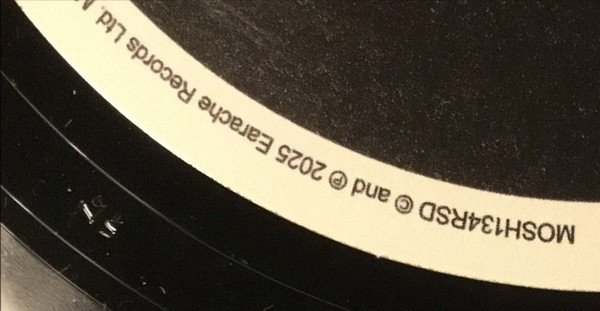 MOSH134RSD © and ℗ 2025 Earache Records Ltd.